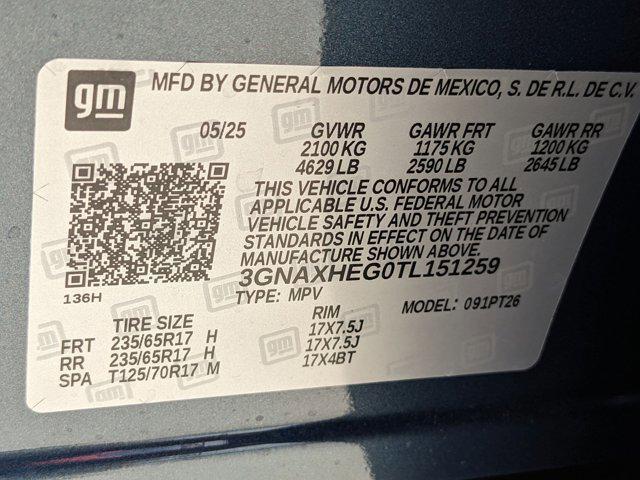 gm
MFD BY GENERAL MOTORS DE MEXICO, S. DE R.L. DE C.V.
05/25 GVWR GAWR FRT GAWR RR
2100 KG 1175 KG 1200 KG
4629 LB 2590 LB 2645 LB
THIS VEHICLE CONFORMS TO ALL
APPLICABLE U.S. FEDERAL MOTOR
VEHICLE SAFETY AND THEFT PREVENTION
STANDARDS IN EFFECT ON THE DATE OF
MANUFACTURE SHOWN ABOVE.
136H
3GNAXHEG0TL151259
TYPE: MPV MODEL: 091PT26
TIRE SIZE RIM
FRT 235/65R17 H 17X7.5J
RR 235/65R17 H 17X7.5J
SPA T125/70R17 M 17X4BT